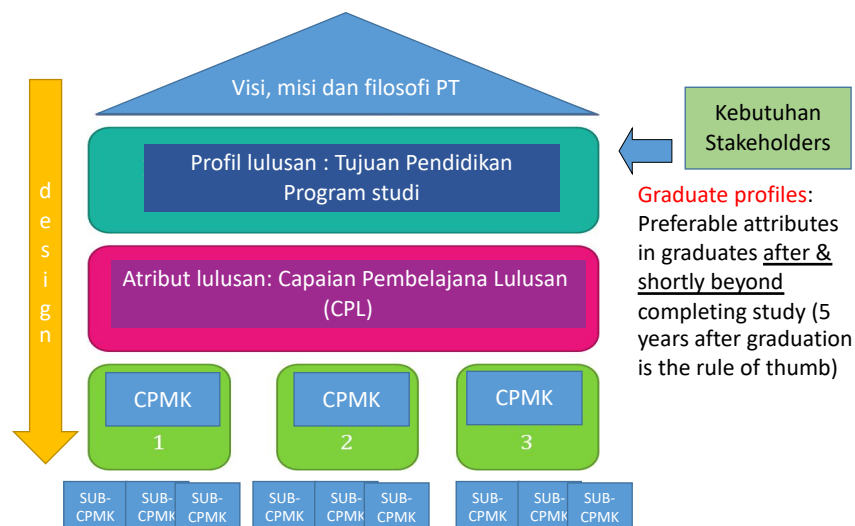 Visi, misi dan filosofi PT
Kebutuhan
Stakeholders
Profil lulusan : Tujuan Pendidikan
Program studi
Graduate profiles:
Preferable attributes
in graduates after &
shortly beyond
completing study (5
years after graduation
is the rule of thumb)
design
Atribut lulusan: Capaian Pembelajana Lulusan
(CPL)
CPMK
1
CPMK
2
CPMK
3
SUB-
CPMK
SUB-
CPMK
SUB-
CPMK
SUB-
CPMK
SUB-
CPMK
SUB-
CPMK
SUB-
CPMK
SUB-
CPMK
SUB-
CPMK